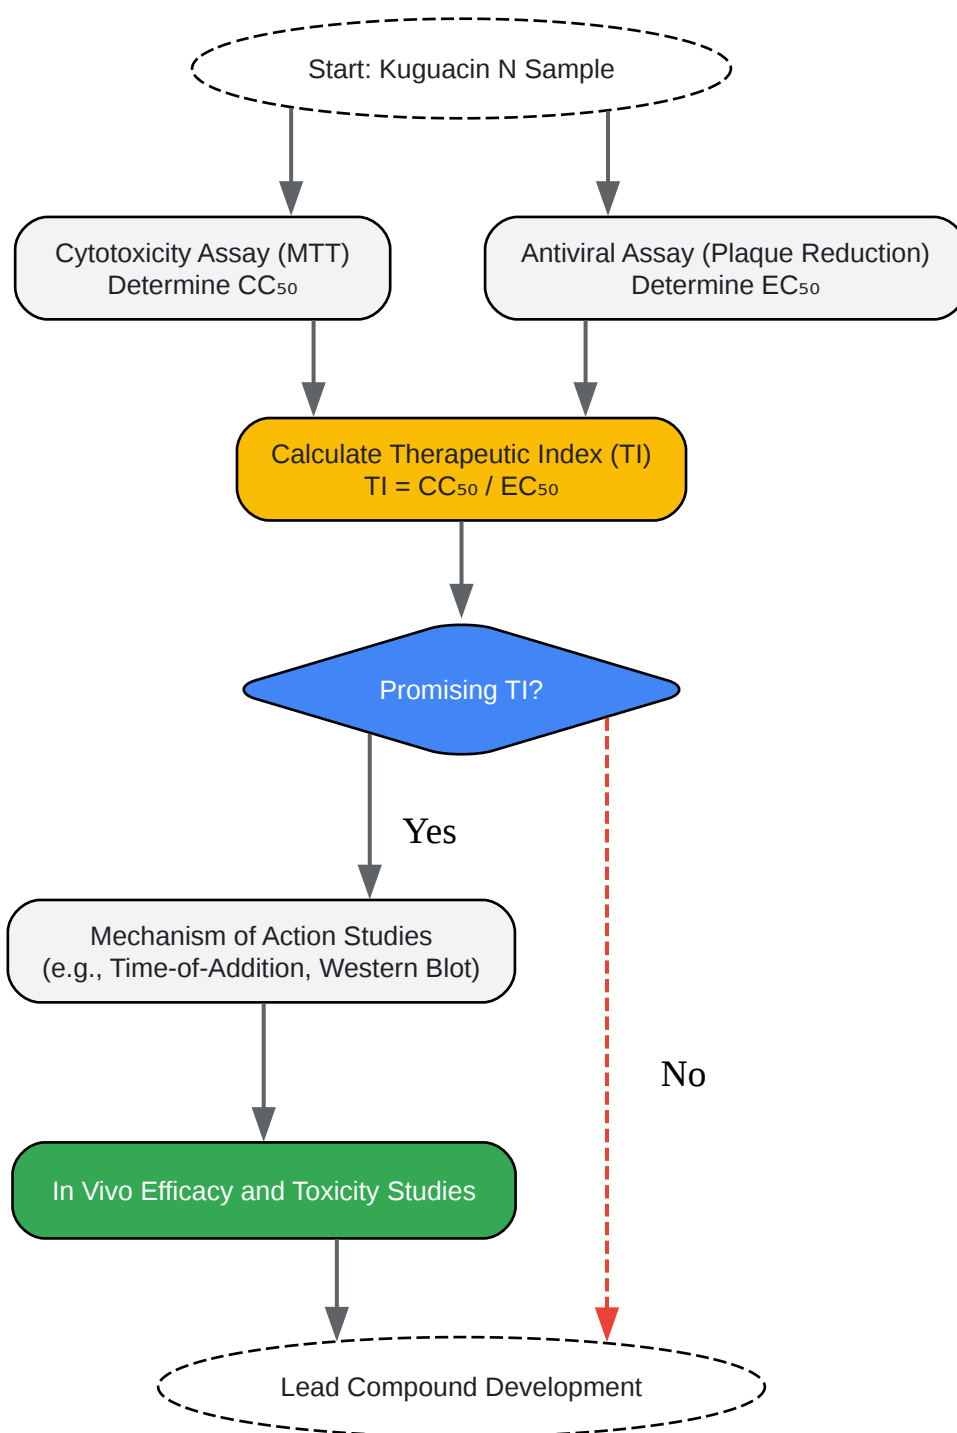 Start: Kuguacin N Sample
Cytotoxicity Assay (MTT)
Determine CC₅₀
Antiviral Assay (Plaque Reduction)
Determine EC₅₀
Calculate Therapeutic Index (TI)
TI = CC₅₀ / EC₅₀
Promising TI?
Yes
Mechanism of Action Studies
(e.g., Time-of-Addition, Western Blot)
No
In Vivo Efficacy and Toxicity Studies
Lead Compound Development